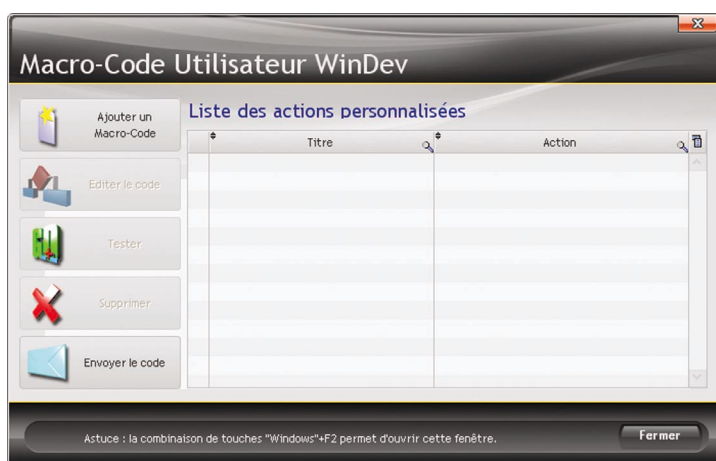 Macro-Code Utilisateur WinDev
Ajouter un
Macro-Code
Editer le code
Tester
Supprimer
Envoyer le code
Liste des actions personnalisées
Titre
Action
Astuce : la combinaison de touches "Windows"+F2 permet d'ouvrir cette fenêtre.
Fermer